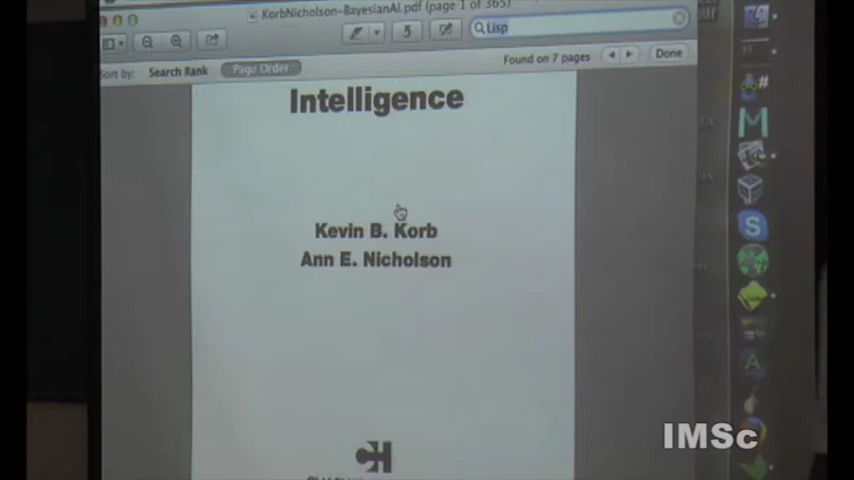 KorbNicholson-BayesianAI.pdf (page 1 of 365)
Lisp
Sort by: Search Rank Page Order
Found on 7 pages
Done
Intelligence
Kevin B. Korb
Ann E. Nicholson
CH
IMSc